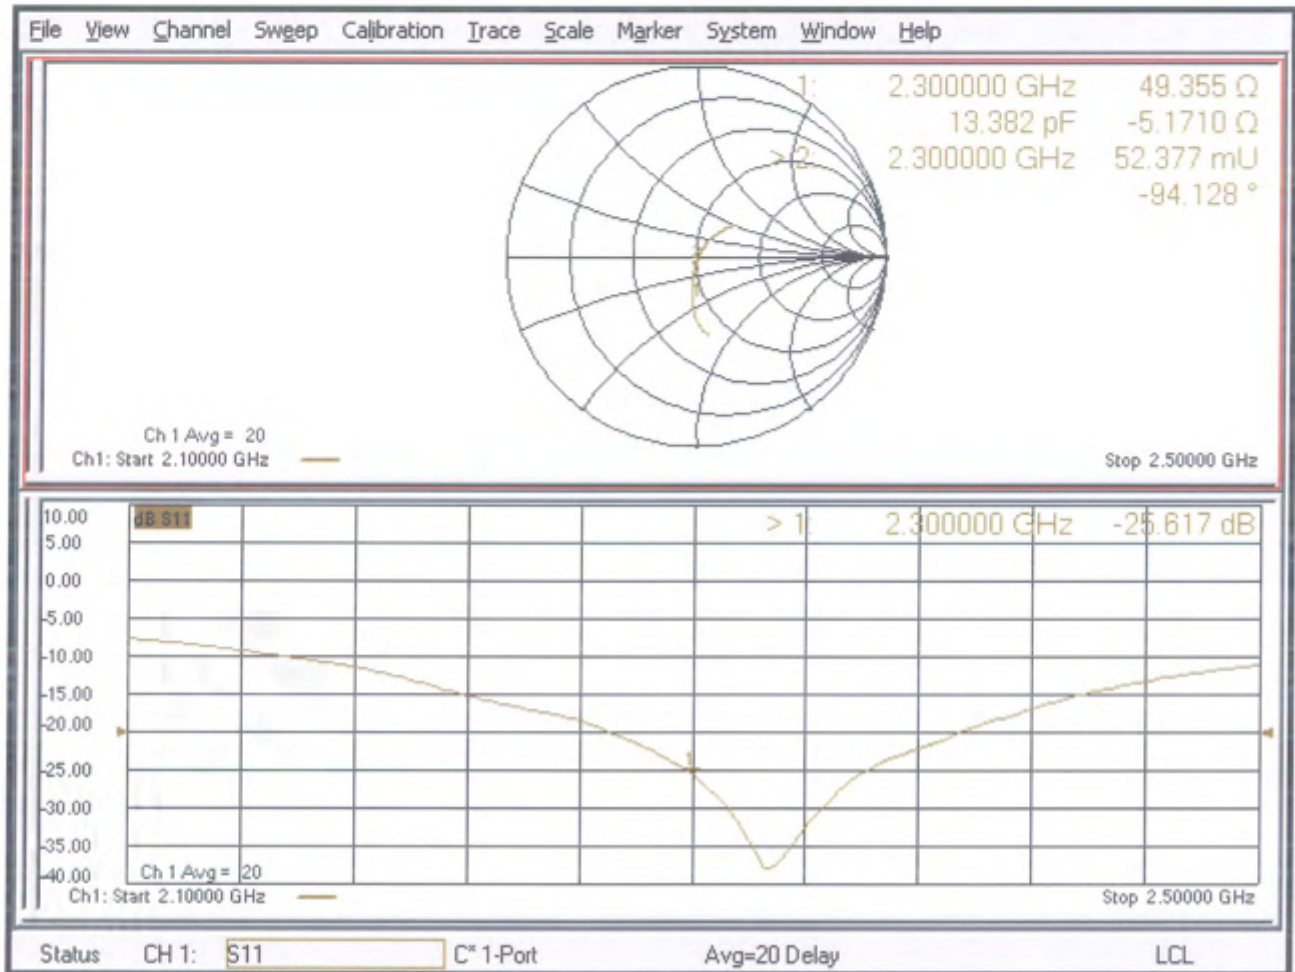 File View Channel Sweep Calibration Trace Scale Marker System Window Help
1: 2.300000 GHz 49.355 Ω
13.382 pF -5.1710 Ω
> 2 2.300000 GHz 52.377 mU
-94.128 °
Ch 1 Avg = 20
Ch1: Start 2.10000 GHz
Stop 2.50000 GHz
10.00
dB S11
> 1: 2.300000 GHz -25.617 dB
5.00
0.00
-5.00
-10.00
-15.00
-20.00
1
-25.00
-30.00
-35.00
-40.00
Ch 1 Avg = 20
Ch1: Start 2.10000 GHz
Stop 2.50000 GHz
Status CH 1: S11 C* 1-Port Avg=20 Delay LCL